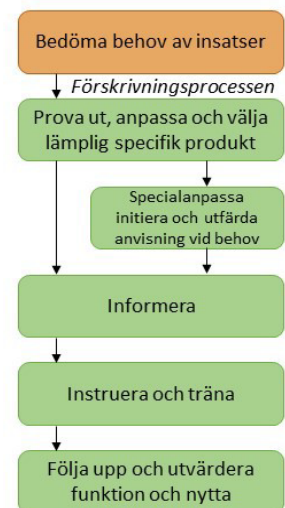 Bedöma behov av insatser
Förskrivningsprocessen
Prova ut, anpassa och välja
lämplig specifik produkt
Specialanpassa
initiera och utfärda
anvisning vid behov
Informera
Instruera och träna
Följa upp och utvärdera
funktion och nytta